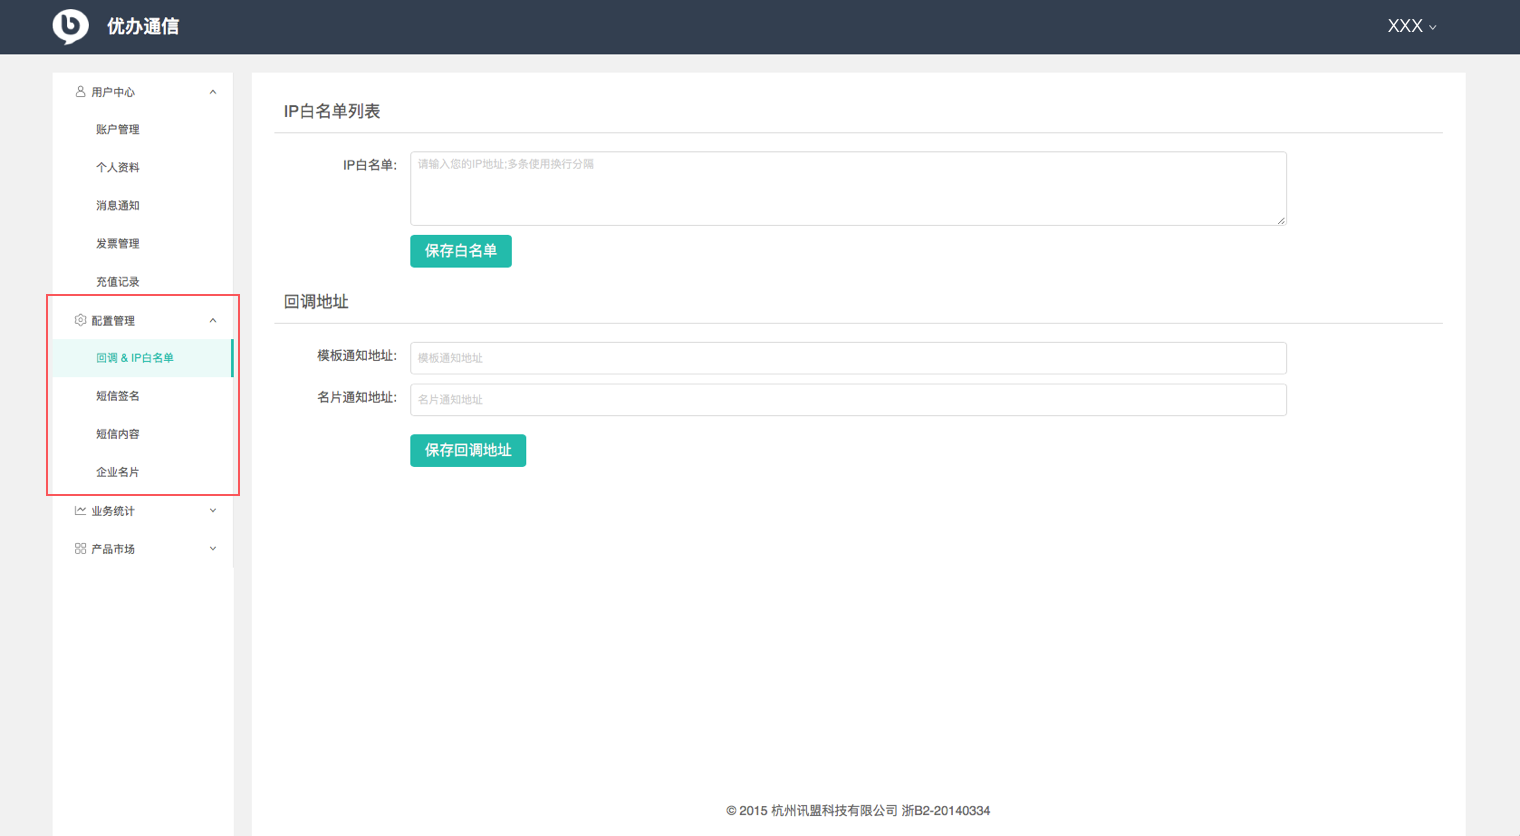 优办通信
XXX
用户中心
账户管理
个人资料
消息通知
发票管理
充值记录
配置管理
回调 & IP白名单
短信签名
短信内容
企业名片
业务统计
产品市场
IP白名单列表
IP白名单:
请输入您的IP地址;多条使用换行分隔
保存白名单
回调地址
模板通知地址:
模板通知地址
名片通知地址:
名片通知地址
保存回调地址
© 2015 杭州讯盟科技有限公司 浙B2-20140334